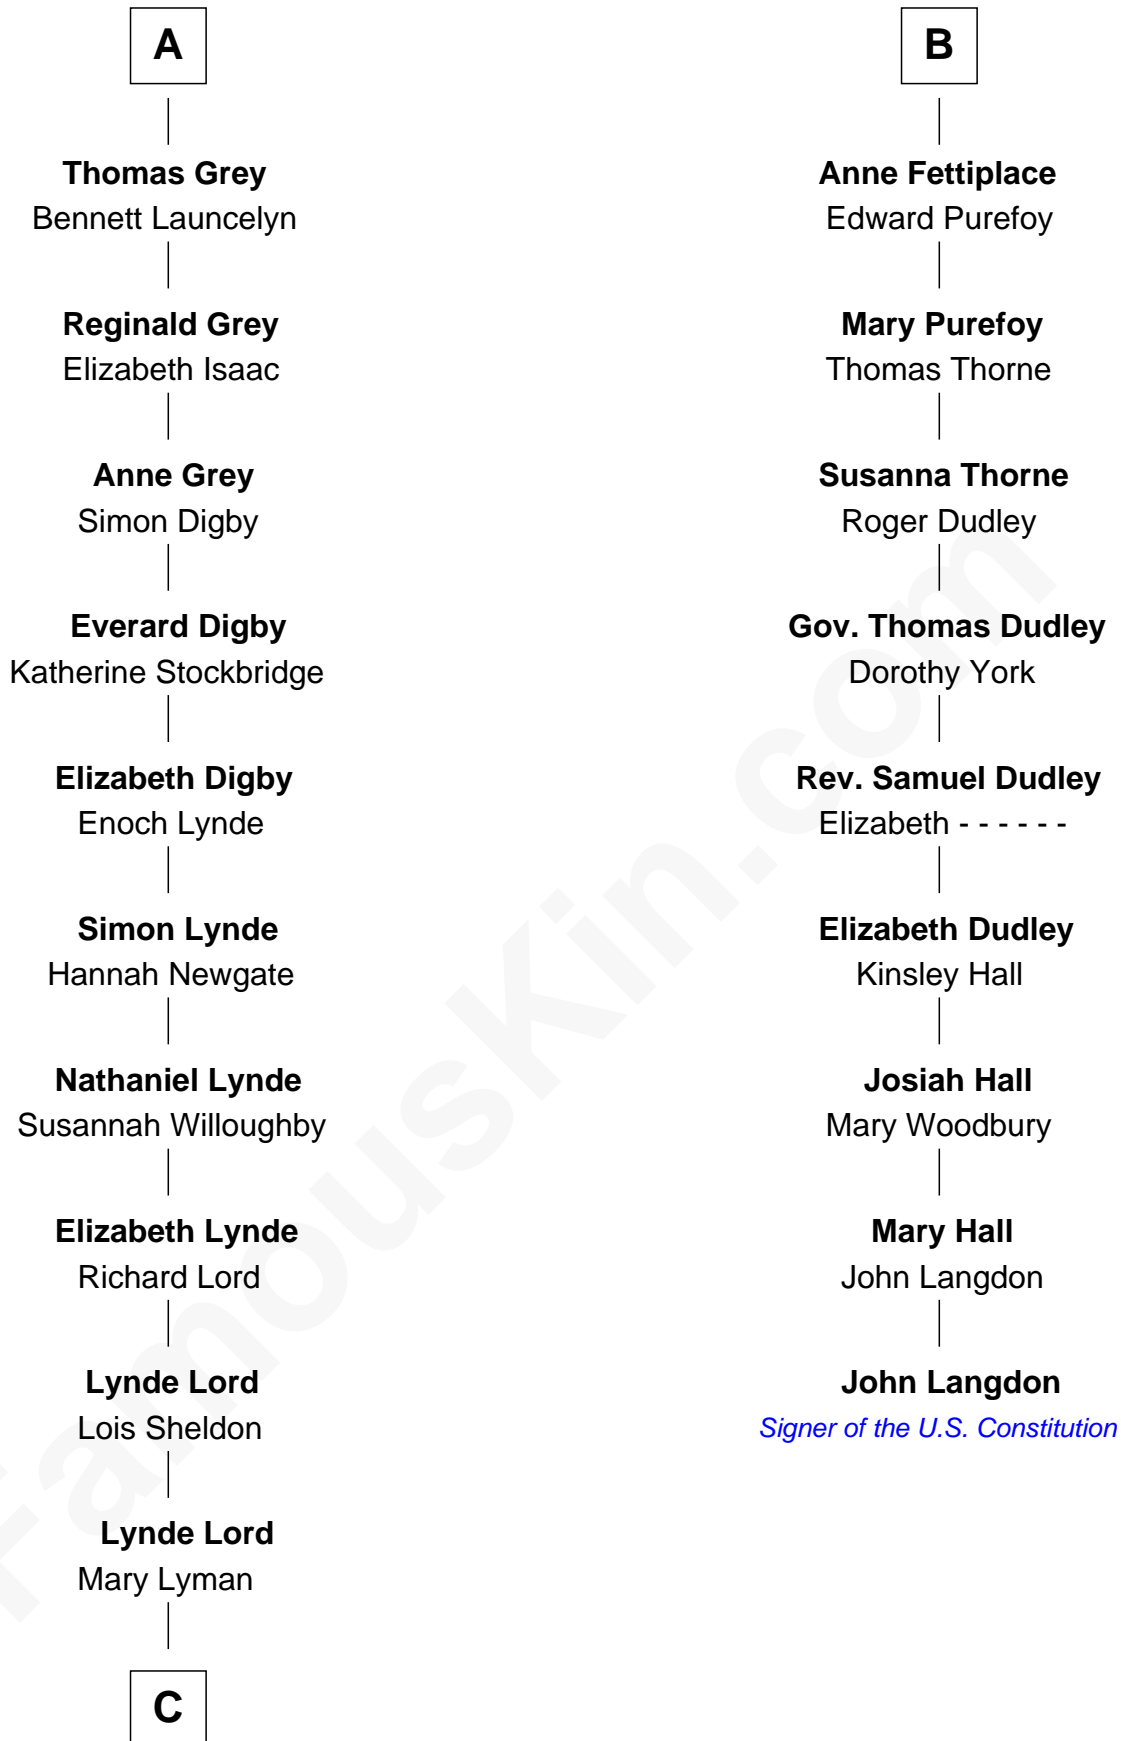 A
Thomas Grey
Bennett Launcelyn
Reginald Grey
Elizabeth Isaac
Anne Grey
Simon Digby
Everard Digby
Katherine Stockbridge
Elizabeth Digby
Enoch Lynde
Simon Lynde
Hannah Newgate
Nathaniel Lynde
Susannah Willoughby
Elizabeth Lynde
Richard Lord
Lynde Lord
Lois Sheldon
Lynde Lord
Mary Lyman
C
B
Anne Fettiplace
Edward Purefoy
Mary Purefoy
Thomas Thorne
Susanna Thorne
Roger Dudley
Gov. Thomas Dudley
Dorothy York
Rev. Samuel Dudley
Elizabeth - - - - - -
Elizabeth Dudley
Kinsley Hall
Josiah Hall
Mary Woodbury
Mary Hall
John Langdon
John Langdon
Signer of the U.S. Constitution
FamousKin.com